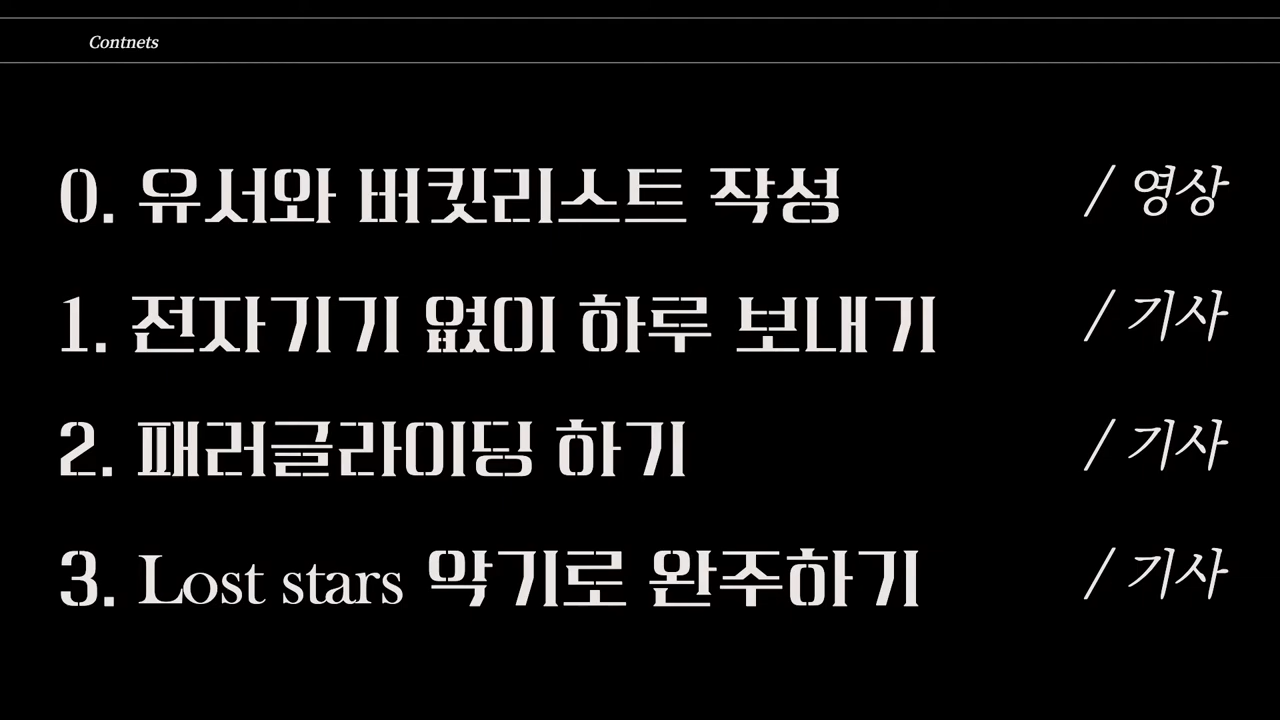 Contnets
0. 유서와 버킷리스트 작성 / 영상
1. 전자기기 없이 하루 보내기 / 기사
2. 패러글라이딩 하기 / 기사
3. Lost stars 악기로 완주하기 / 기사